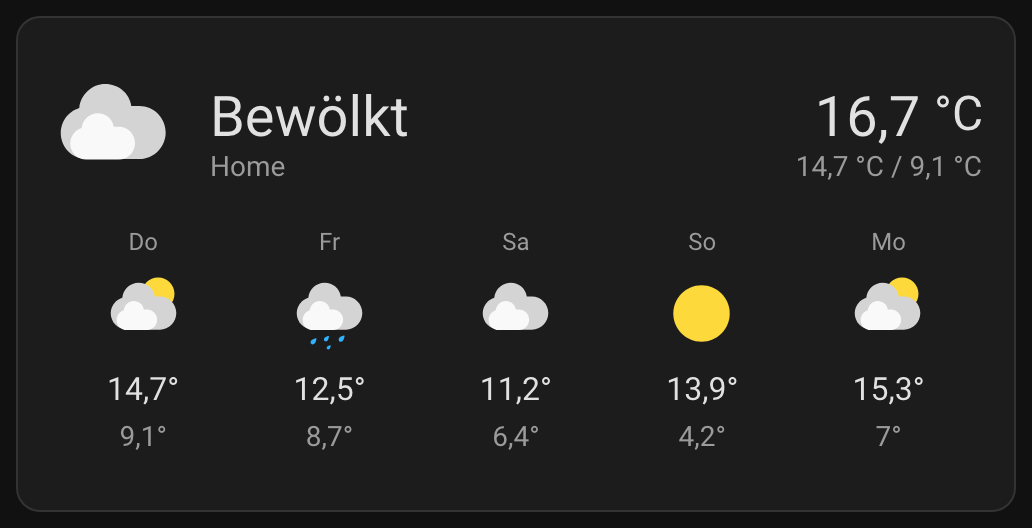 Bewölkt
16,7 °C
Home
14,7 °C / 9,1 °C
Do Fr Sa So Mo
14,7° 12,5° 11,2° 13,9° 15,3°
9,1° 8,7° 6,4° 4,2° 7°